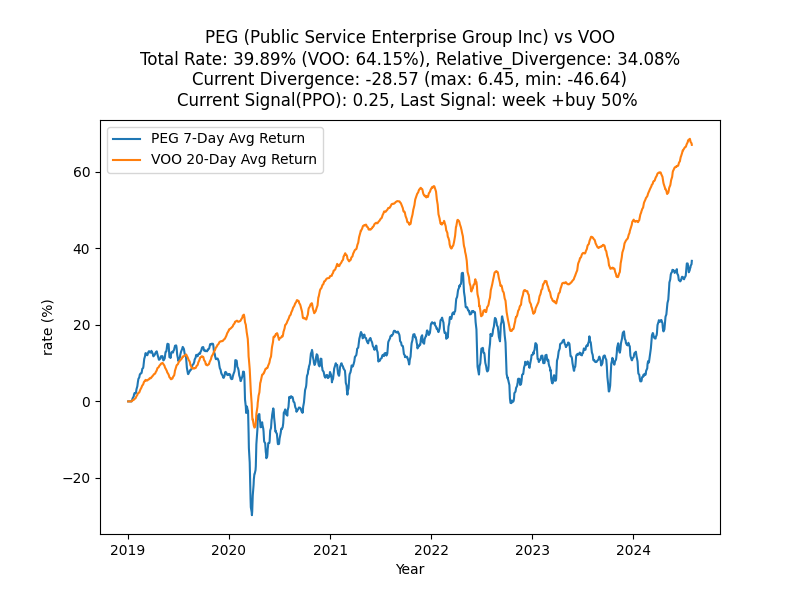 PEG (Public Service Enterprise Group Inc) vs VOO
Total Rate: 39.89% (VOO: 64.15%), Relative_Divergence: 34.08%
Current Divergence: -28.57 (max: 6.45, min: -46.64)
Current Signal(PPO): 0.25, Last Signal: week +buy 50%
PEG 7-Day Avg Return
VOO 20-Day Avg Return
60
40
20
0
−20
rate (%)
2019
2020
2021
2022
2023
2024
Year